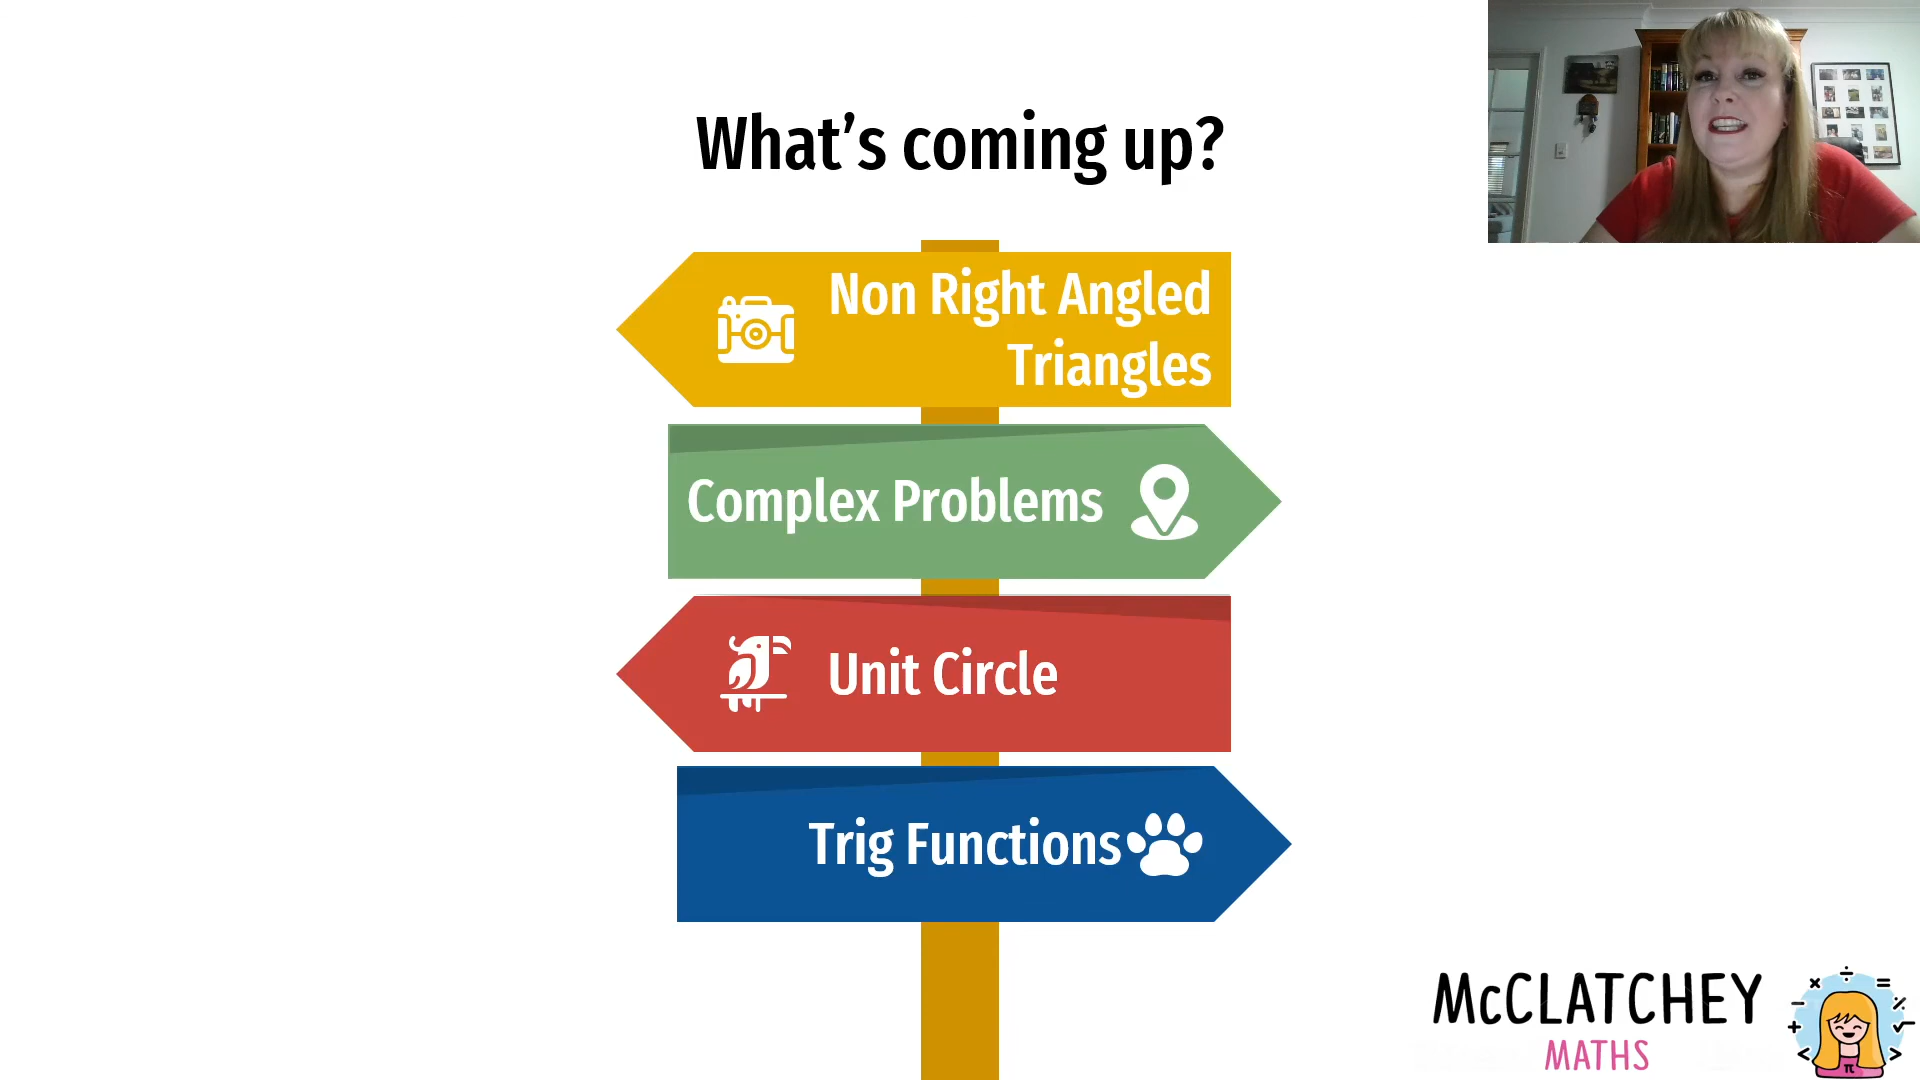 What’s coming up?
Non Right Angled
Triangles
Complex Problems
Unit Circle
Trig Functions
McCLATCHEY
MATHS
× ÷ =
− ⁒
+ √
< π >